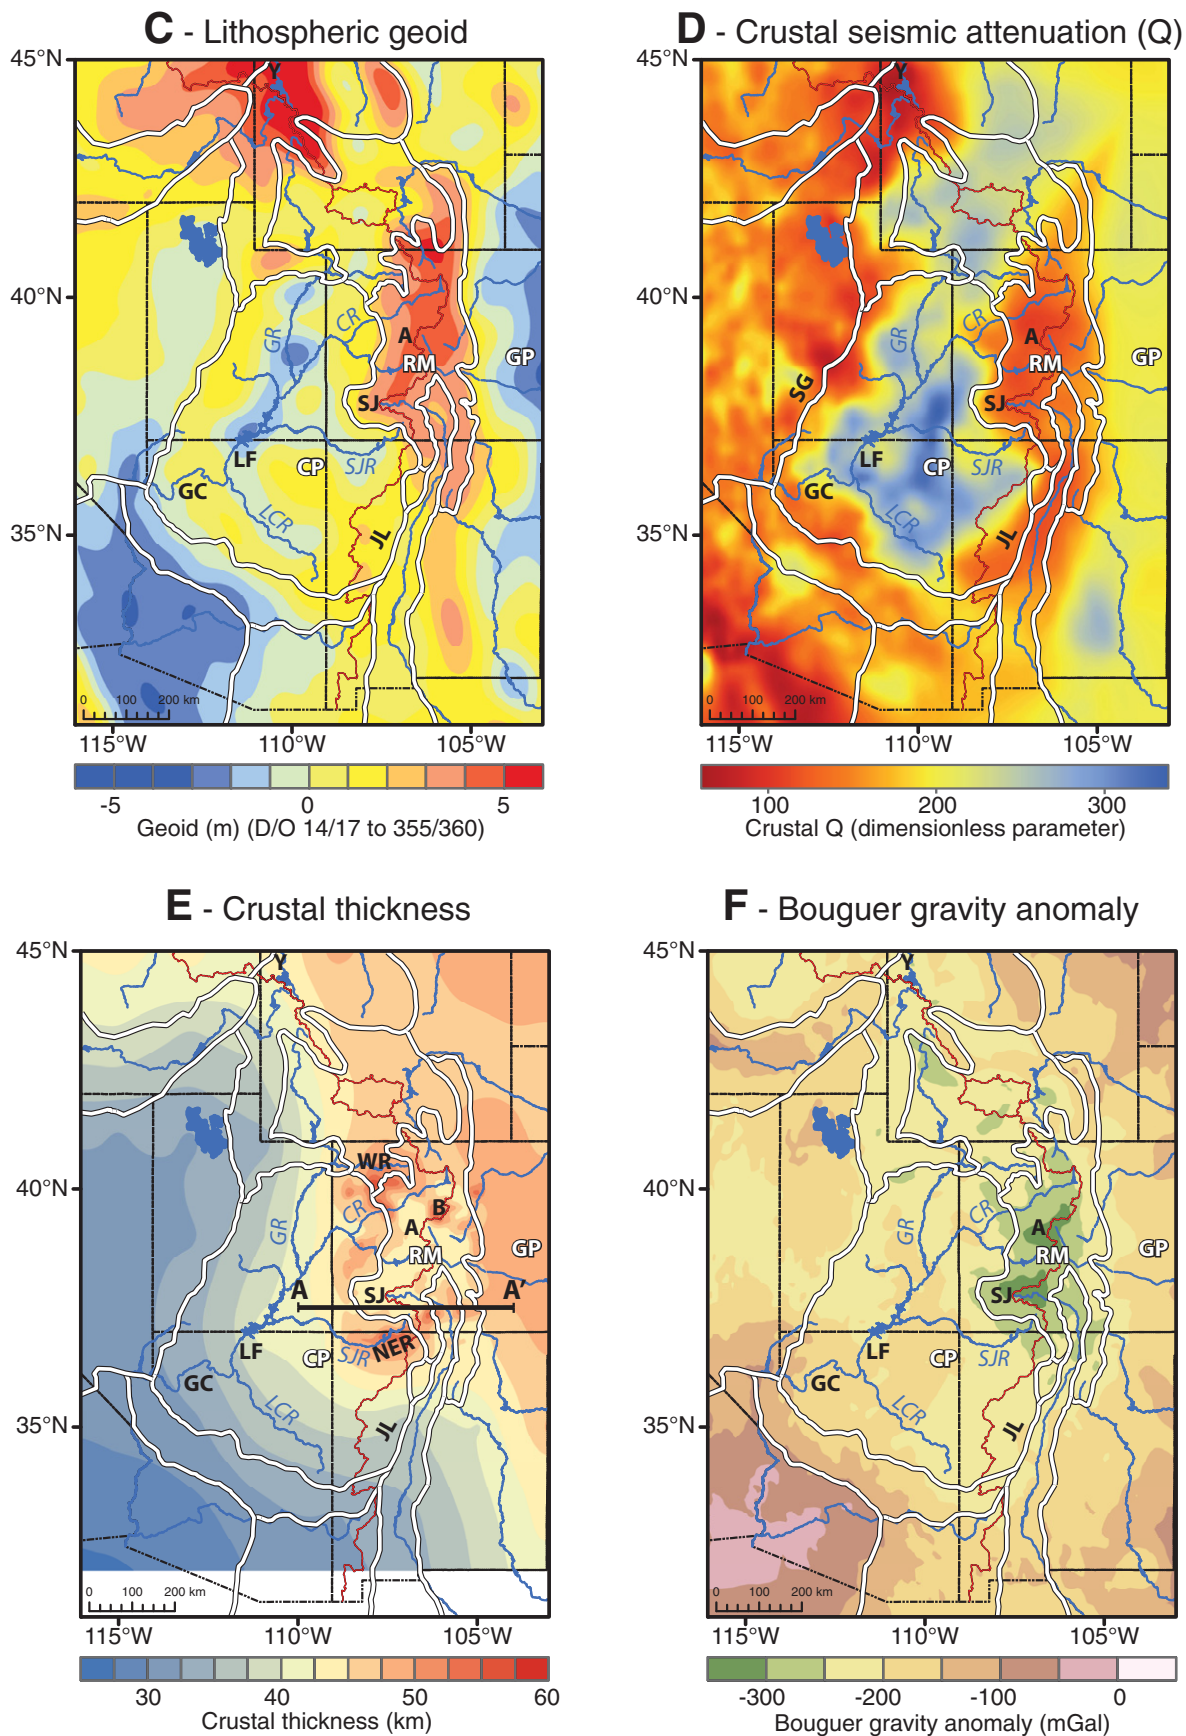 C - Lithospheric geoid
45°N
40°N
35°N
Y
GR
CR
A
RM
GP
SJ
LF
CP
SJR
GC
LCR
JL
0 100 200 km
115°W 110°W 105°W
-5 0 5
Geoid (m) (D/O 14/17 to 355/360)
D - Crustal seismic attenuation (Q)
Y
GR
CR
A
RM
GP
SG
SJ
LF
CP
SJR
GC
LCR
JL
0 100 200 km
115°W 110°W 105°W
100 200 300
Crustal Q (dimensionless parameter)
E - Crustal thickness
45°N
40°N
35°N
Y
WR
B
GR
CR
A
RM
GP
A A'
SJ
LF
CP
SJR
NER
GC
LCR
JL
0 100 200 km
115°W 110°W 105°W
30 40 50 60
Crustal thickness (km)
F - Bouguer gravity anomaly
45°N
40°N
35°N
Y
GR
CR
A
RM
GP
SJ
LF
CP
SJR
GC
LCR
JL
0 100 200 km
115°W 110°W 105°W
-300 -200 -100 0
Bouguer gravity anomaly (mGal)